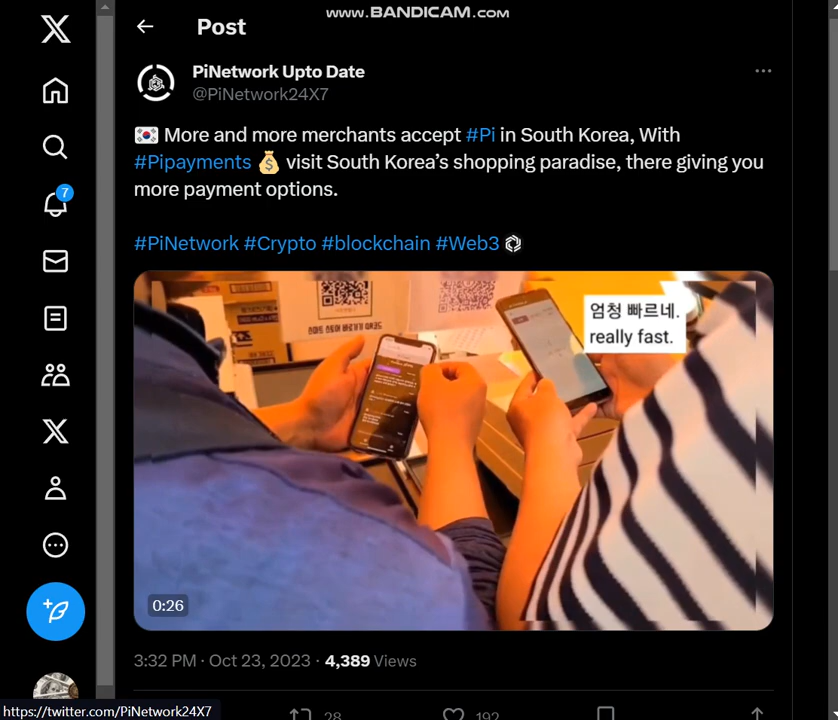 www.BANDICAM.com
Post
PiNetwork Upto Date
@PiNetwork24X7
🇰🇷 More and more merchants accept #Pi in South Korea, With
#Pipayments 💰 visit South Korea’s shopping paradise, there giving you
more payment options.
#PiNetwork #Crypto #blockchain #Web3
엄청 빠르네.
really fast.
0:26
3:32 PM · Oct 23, 2023 · 4,389 Views
7
28
192
https://twitter.com/PiNetwork24X7